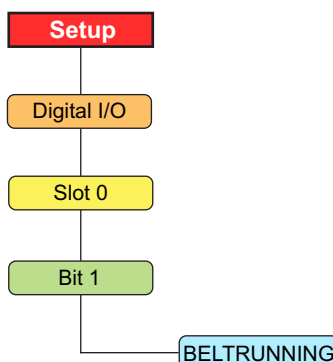 Setup
Digital I/O
Slot 0
Bit 1
BELTRUNNING